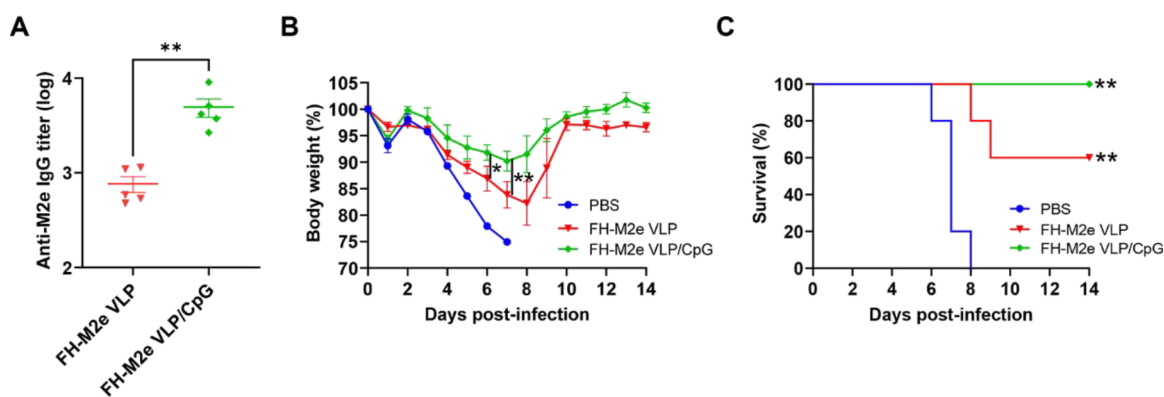 A
**
Anti-M2e IgG titer (log)
4
3
2
FH-M2e VLP
FH-M2e VLP/CpG
B
Body weight (%)
105
100
95
90
85
80
75
70
*
**
PBS
FH-M2e VLP
FH-M2e VLP/CpG
0 2 4 6 8 10 12 14
Days post-infection
C
Survival (%)
100
80
60
40
20
0
**
**
PBS
FH-M2e VLP
FH-M2e VLP/CpG
0 2 4 6 8 10 12 14
Days post-infection